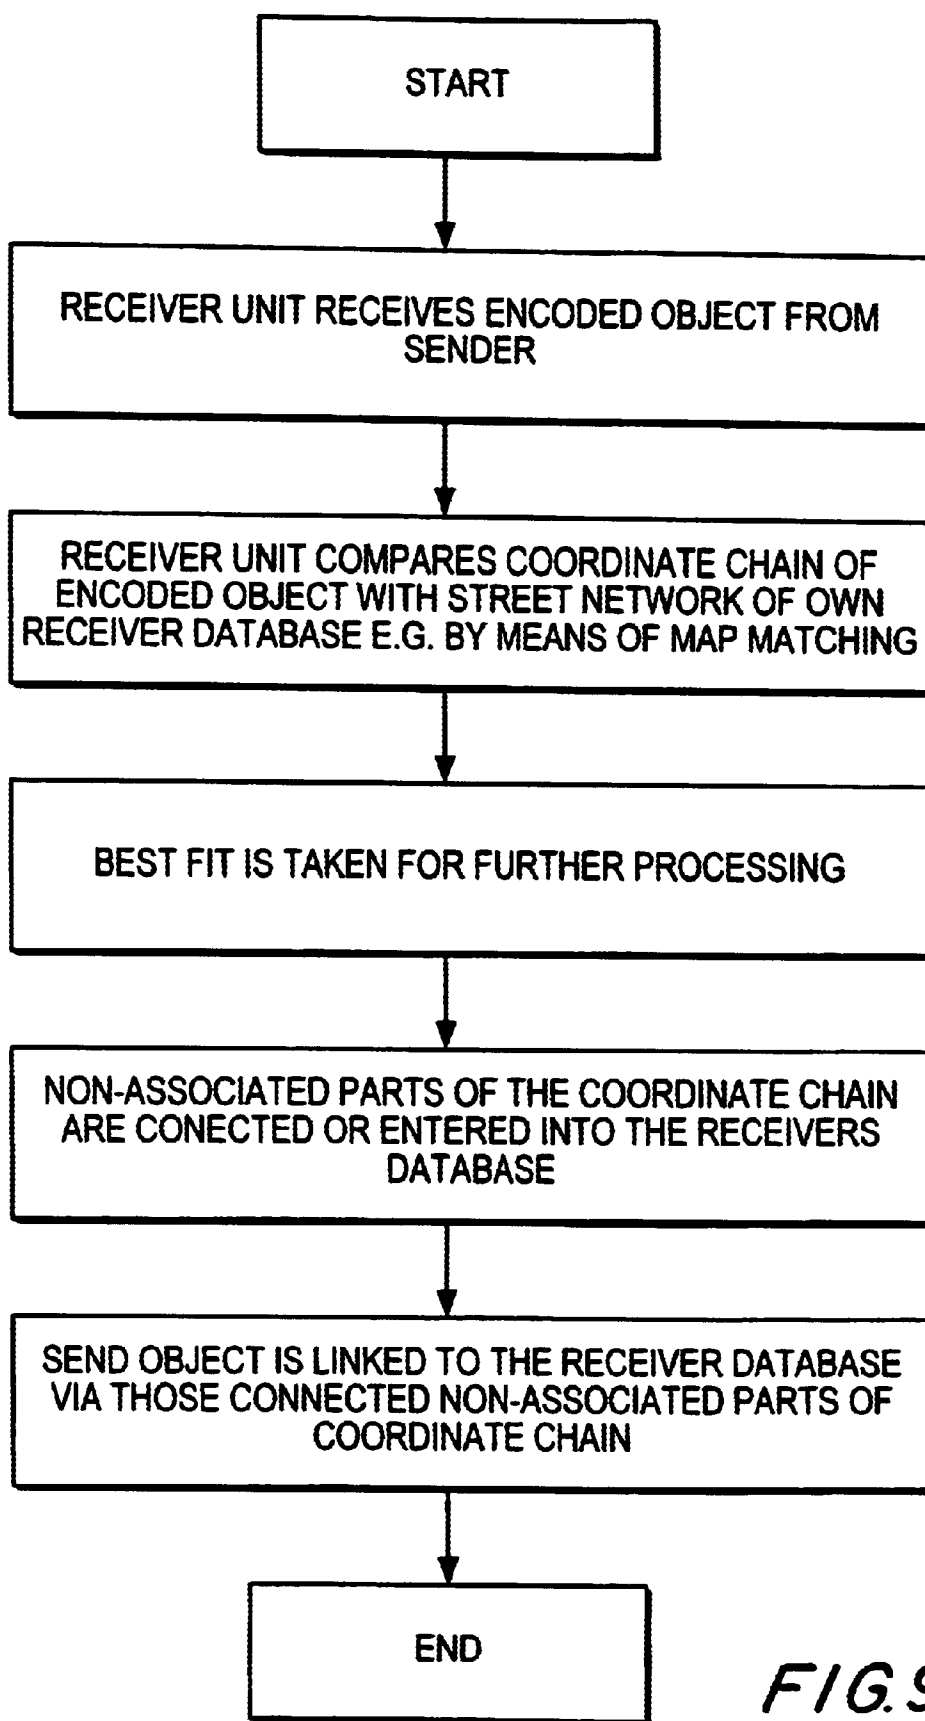 START
RECEIVER UNIT RECEIVES ENCODED OBJECT FROM
SENDER
RECEIVER UNIT COMPARES COORDINATE CHAIN OF
ENCODED OBJECT WITH STREET NETWORK OF OWN
RECEIVER DATABASE E.G. BY MEANS OF MAP MATCHING
BEST FIT IS TAKEN FOR FURTHER PROCESSING
NON-ASSOCIATED PARTS OF THE COORDINATE CHAIN
ARE CONECTED OR ENTERED INTO THE RECEIVERS
DATABASE
SEND OBJECT IS LINKED TO THE RECEIVER DATABASE
VIA THOSE CONNECTED NON-ASSOCIATED PARTS OF
COORDINATE CHAIN
END
FIG.9